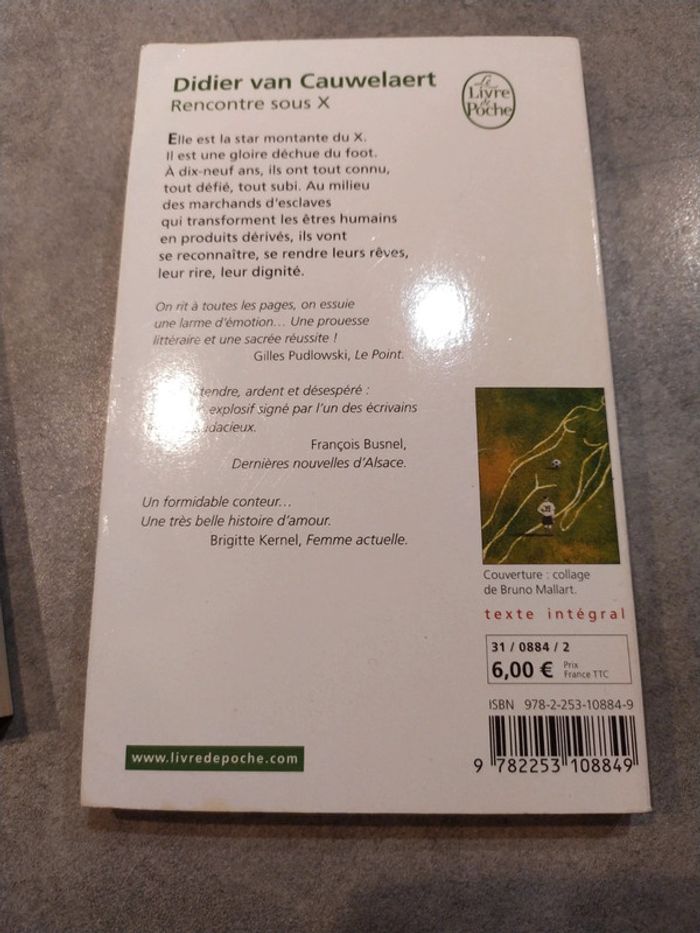 Didier van Cauwelaert
Rencontre sous X
Le
Livre
de
Poche
Elle est la star montante du X.
Il est une gloire déchue du foot.
À dix-neuf ans, ils ont tout connu,
tout défié, tout subi. Au milieu
des marchands d'esclaves
qui transforment les êtres humains
en produits dérivés, ils vont
se reconnaître, se rendre leurs rêves,
leur rire, leur dignité.
On rit à toutes les pages, on essuie
une larme d'émotion... Une prouesse
littéraire et une sacrée réussite !
Gilles Pudlowski, Le Point.
tendre, ardent et désespéré :
explosif signé par l'un des écrivains
François Busnel,
Dernières nouvelles d'Alsace.
Un formidable conteur...
Une très belle histoire d'amour.
Brigitte Kernel, Femme actuelle.
Couverture : collage
de Bruno Mallart.
texte intégral
31 / 0884 / 2
6,00 € Prix
France TTC
ISBN 978-2-253-10884-9
9 782253 108849
www.livredepoche.com